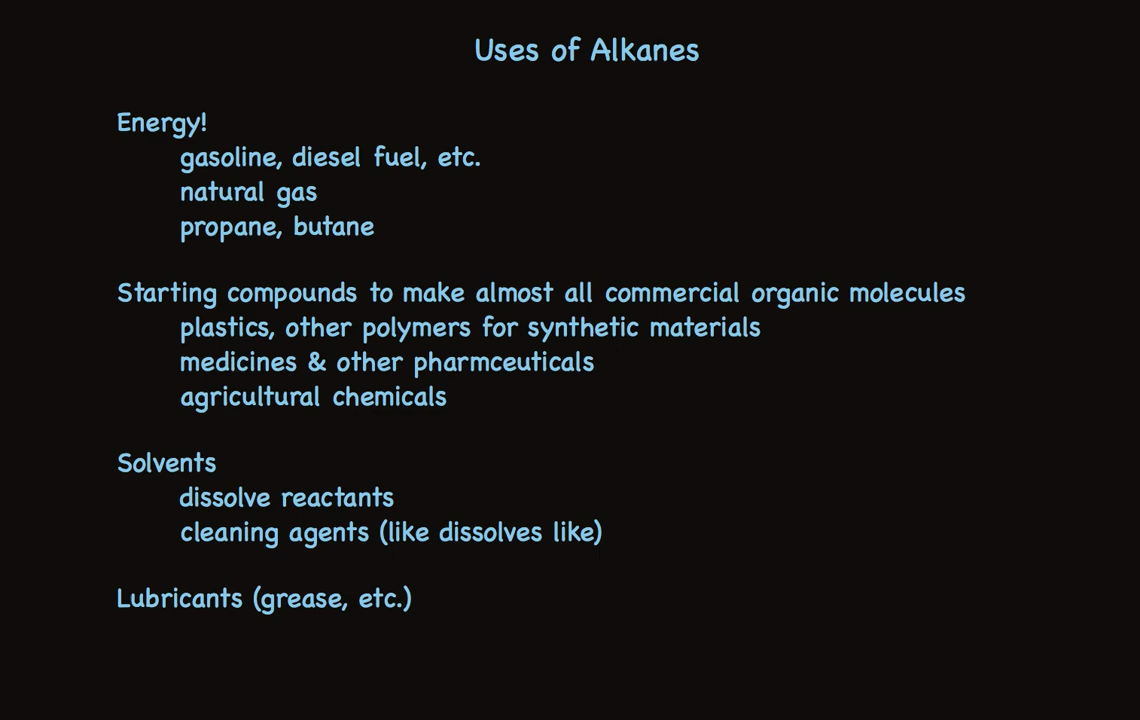 Uses of Alkanes
Energy!
gasoline, diesel fuel, etc.
natural gas
propane, butane
Starting compounds to make almost all commercial organic molecules
plastics, other polymers for synthetic materials
medicines & other pharmceuticals
agricultural chemicals
Solvents
dissolve reactants
cleaning agents (like dissolves like)
Lubricants (grease, etc.)